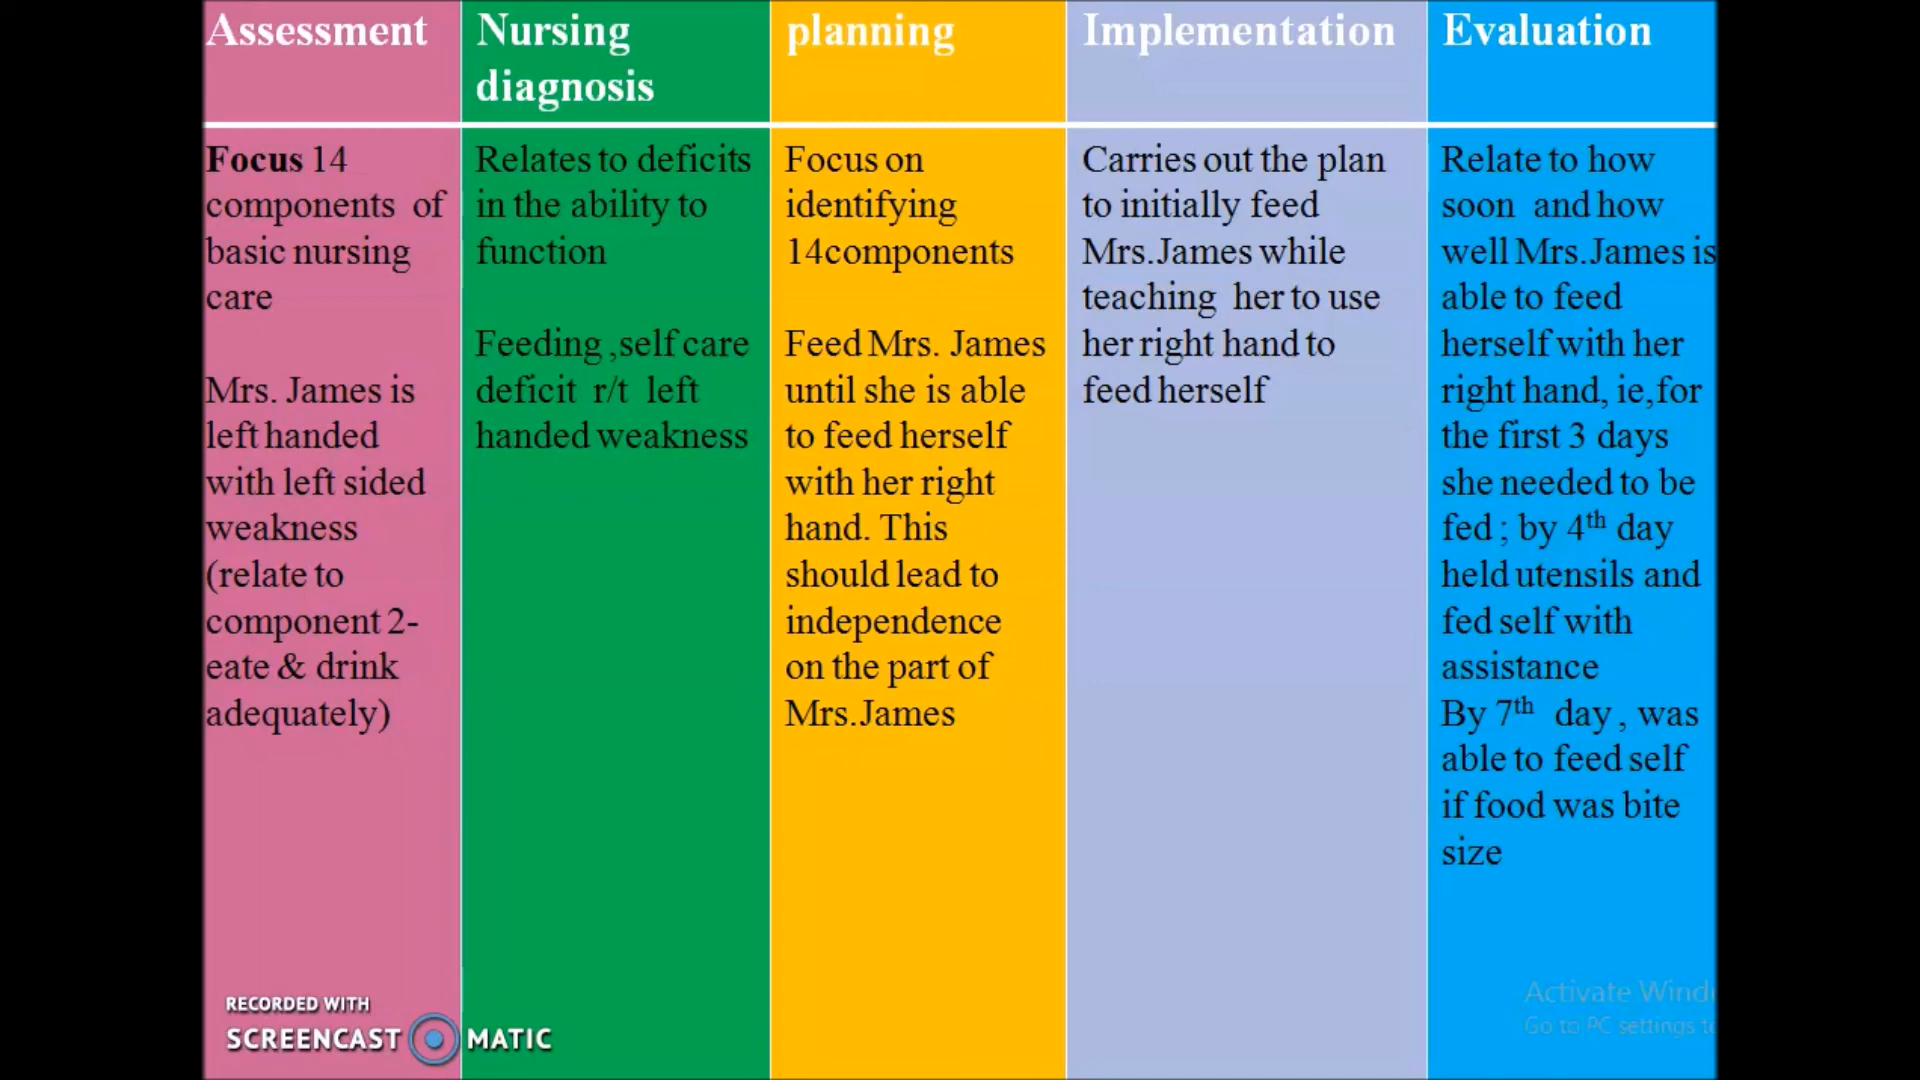 Assessment
Nursing
diagnosis
planning
Implementation
Evaluation
Focus 14
components of
basic nursing
care
Mrs. James is
left handed
with left sided
weakness
(relate to
component 2-
eate & drink
adequately)
Relates to deficits
in the ability to
function
Feeding ,self care
deficit r/t left
handed weakness
Focus on
identifying
14components
Feed Mrs. James
until she is able
to feed herself
with her right
hand. This
should lead to
independence
on the part of
Mrs.James
Carries out the plan
to initially feed
Mrs.James while
teaching her to use
her right hand to
feed herself
Relate to how
soon and how
well Mrs.James is
able to feed
herself with her
right hand, ie,for
the first 3 days
she needed to be
fed ; by 4th day
held utensils and
fed self with
assistance
By 7th day , was
able to feed self
if food was bite
size
RECORDED WITH
SCREENCAST MATIC
Activate Wind
Go to PC settings t